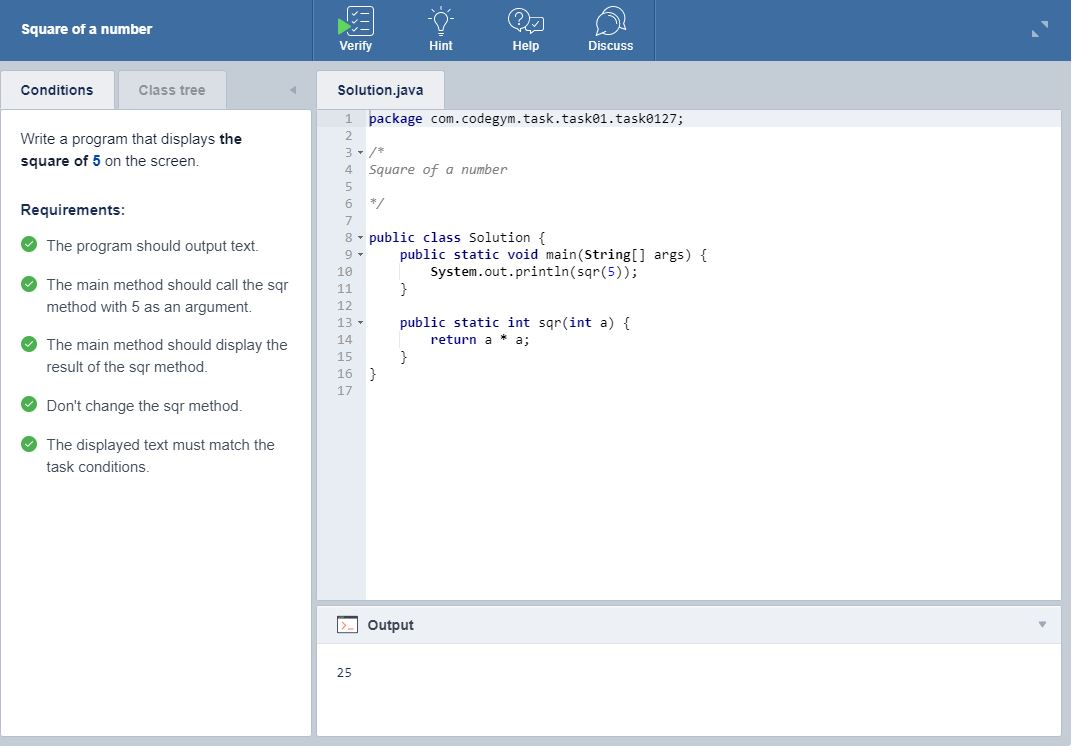 Square of a number
Verify
Hint
Help
Discuss
Conditions
Class tree
Write a program that displays the
square of 5 on the screen.
Requirements:
The program should output text.
The main method should call the sqr
method with 5 as an argument.
The main method should display the
result of the sqr method.
Don't change the sqr method.
The displayed text must match the
task conditions.
Solution.java
1 package com.codegym.task.task01.task0127;
2
3 /*
4 Square of a number
5
6 */
7
8 public class Solution {
9     public static void main(String[] args) {
10         System.out.println(sqr(5));
11     }
12
13     public static int sqr(int a) {
14         return a * a;
15     }
16 }
17
Output
25